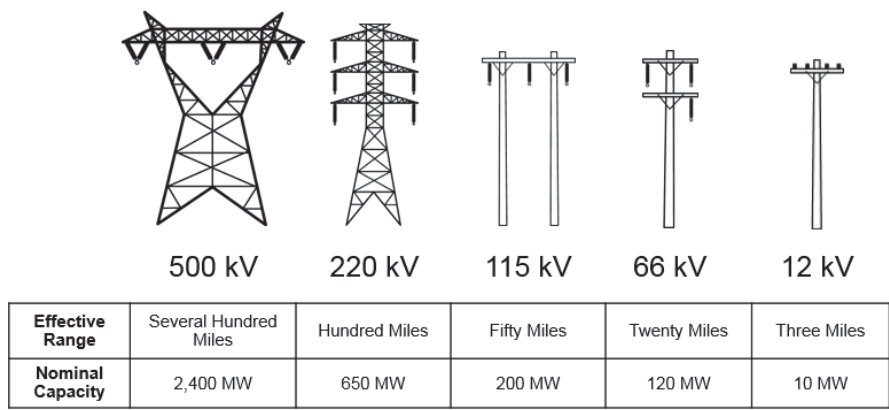 500 kV 220 kV 115 kV 66 kV 12 kV
Effective Range Several Hundred Miles Hundred Miles Fifty Miles Twenty Miles Three Miles
Nominal Capacity 2,400 MW 650 MW 200 MW 120 MW 10 MW